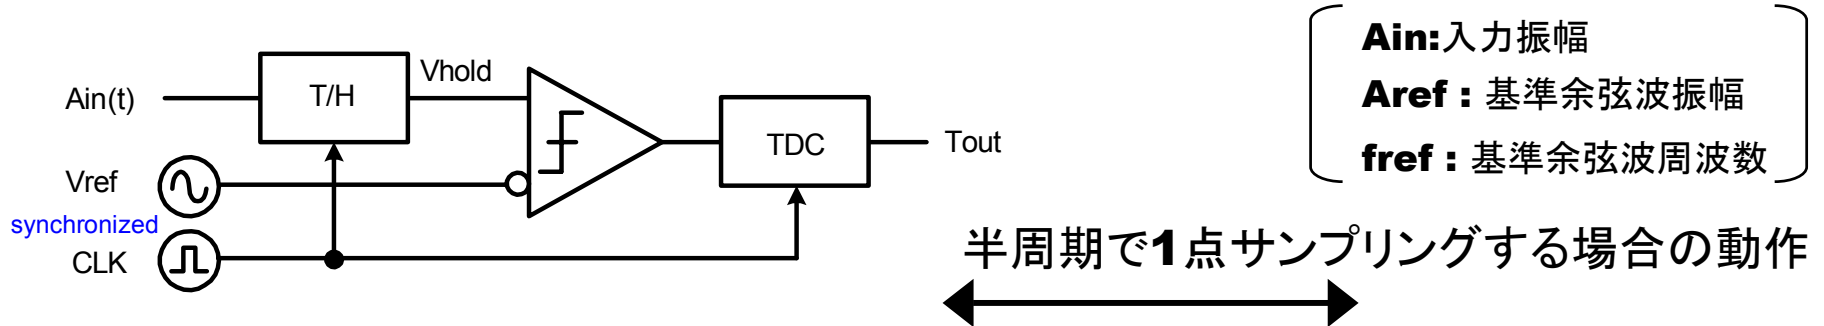 Ain(t)
T/H
Vhold
TDC
Tout
Vref
synchronized
CLK
Ain:入力振幅
Aref : 基準余弦波振幅
fref : 基準余弦波周波数
半周期で1点サンプリングする場合の動作